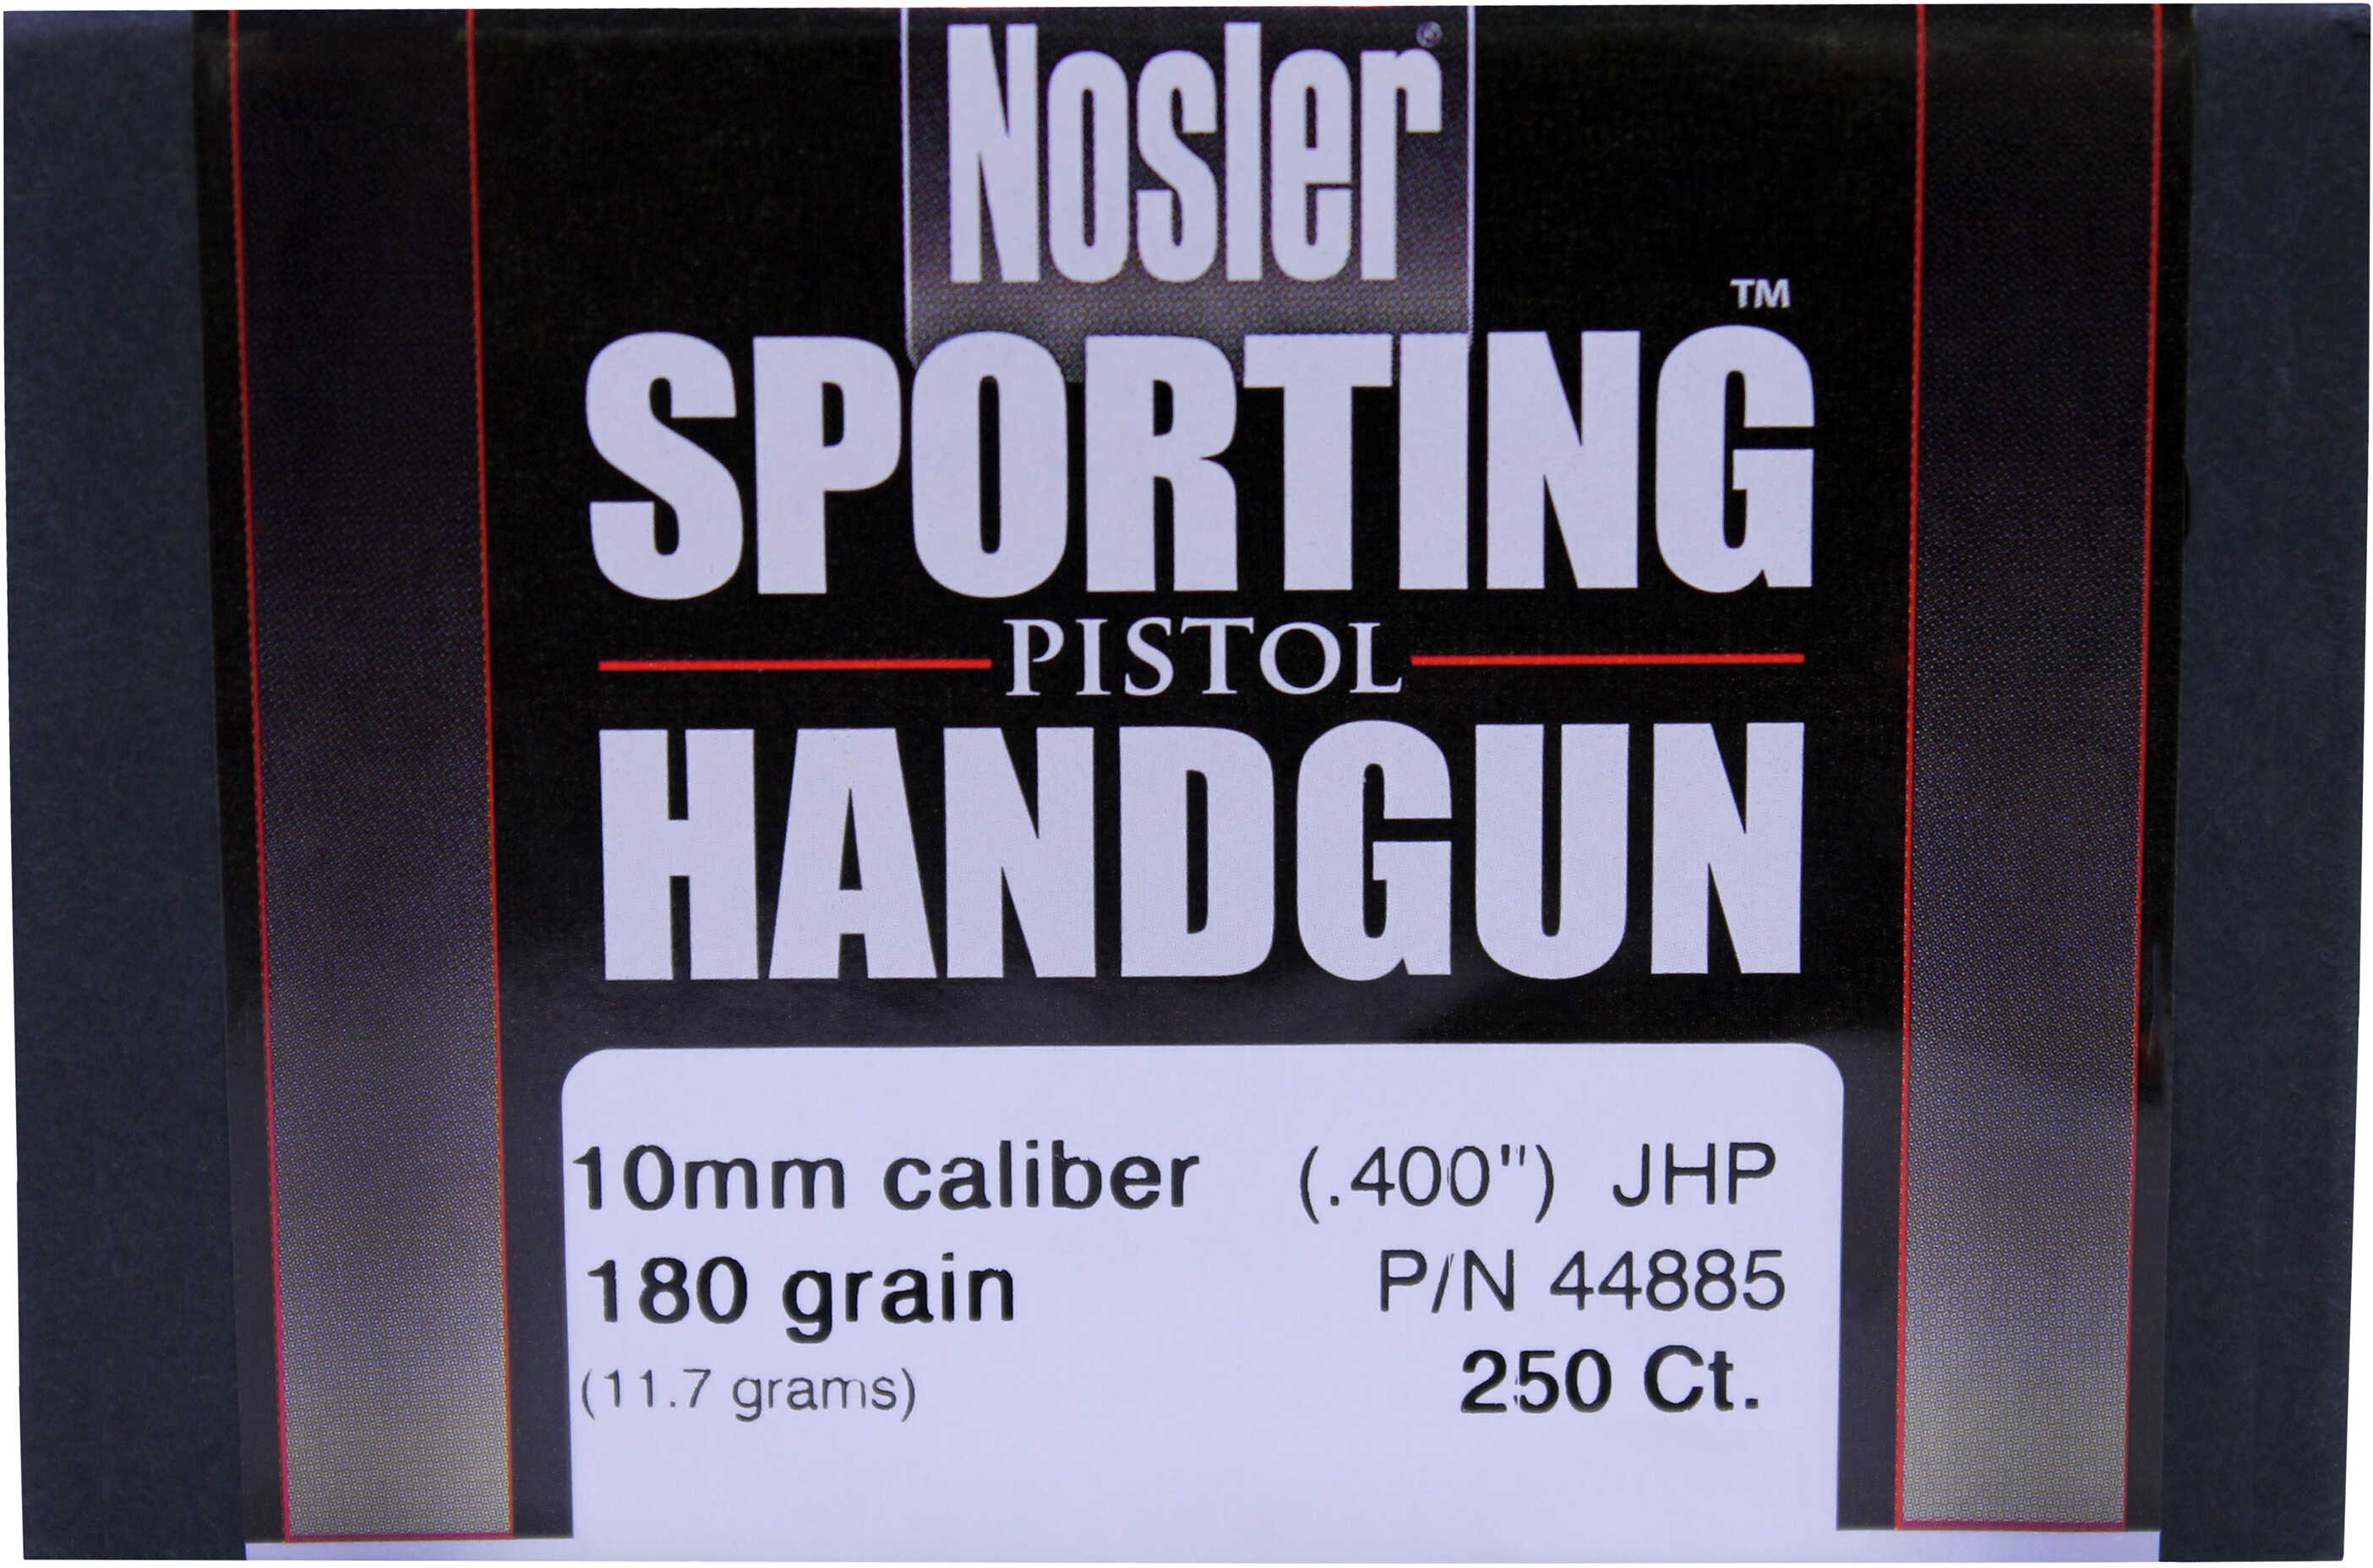 Nosler®
SPORTING™
PISTOL
HANDGUN
10mm caliber (.400") JHP
180 grain P/N 44885
(11.7 grams) 250 Ct.